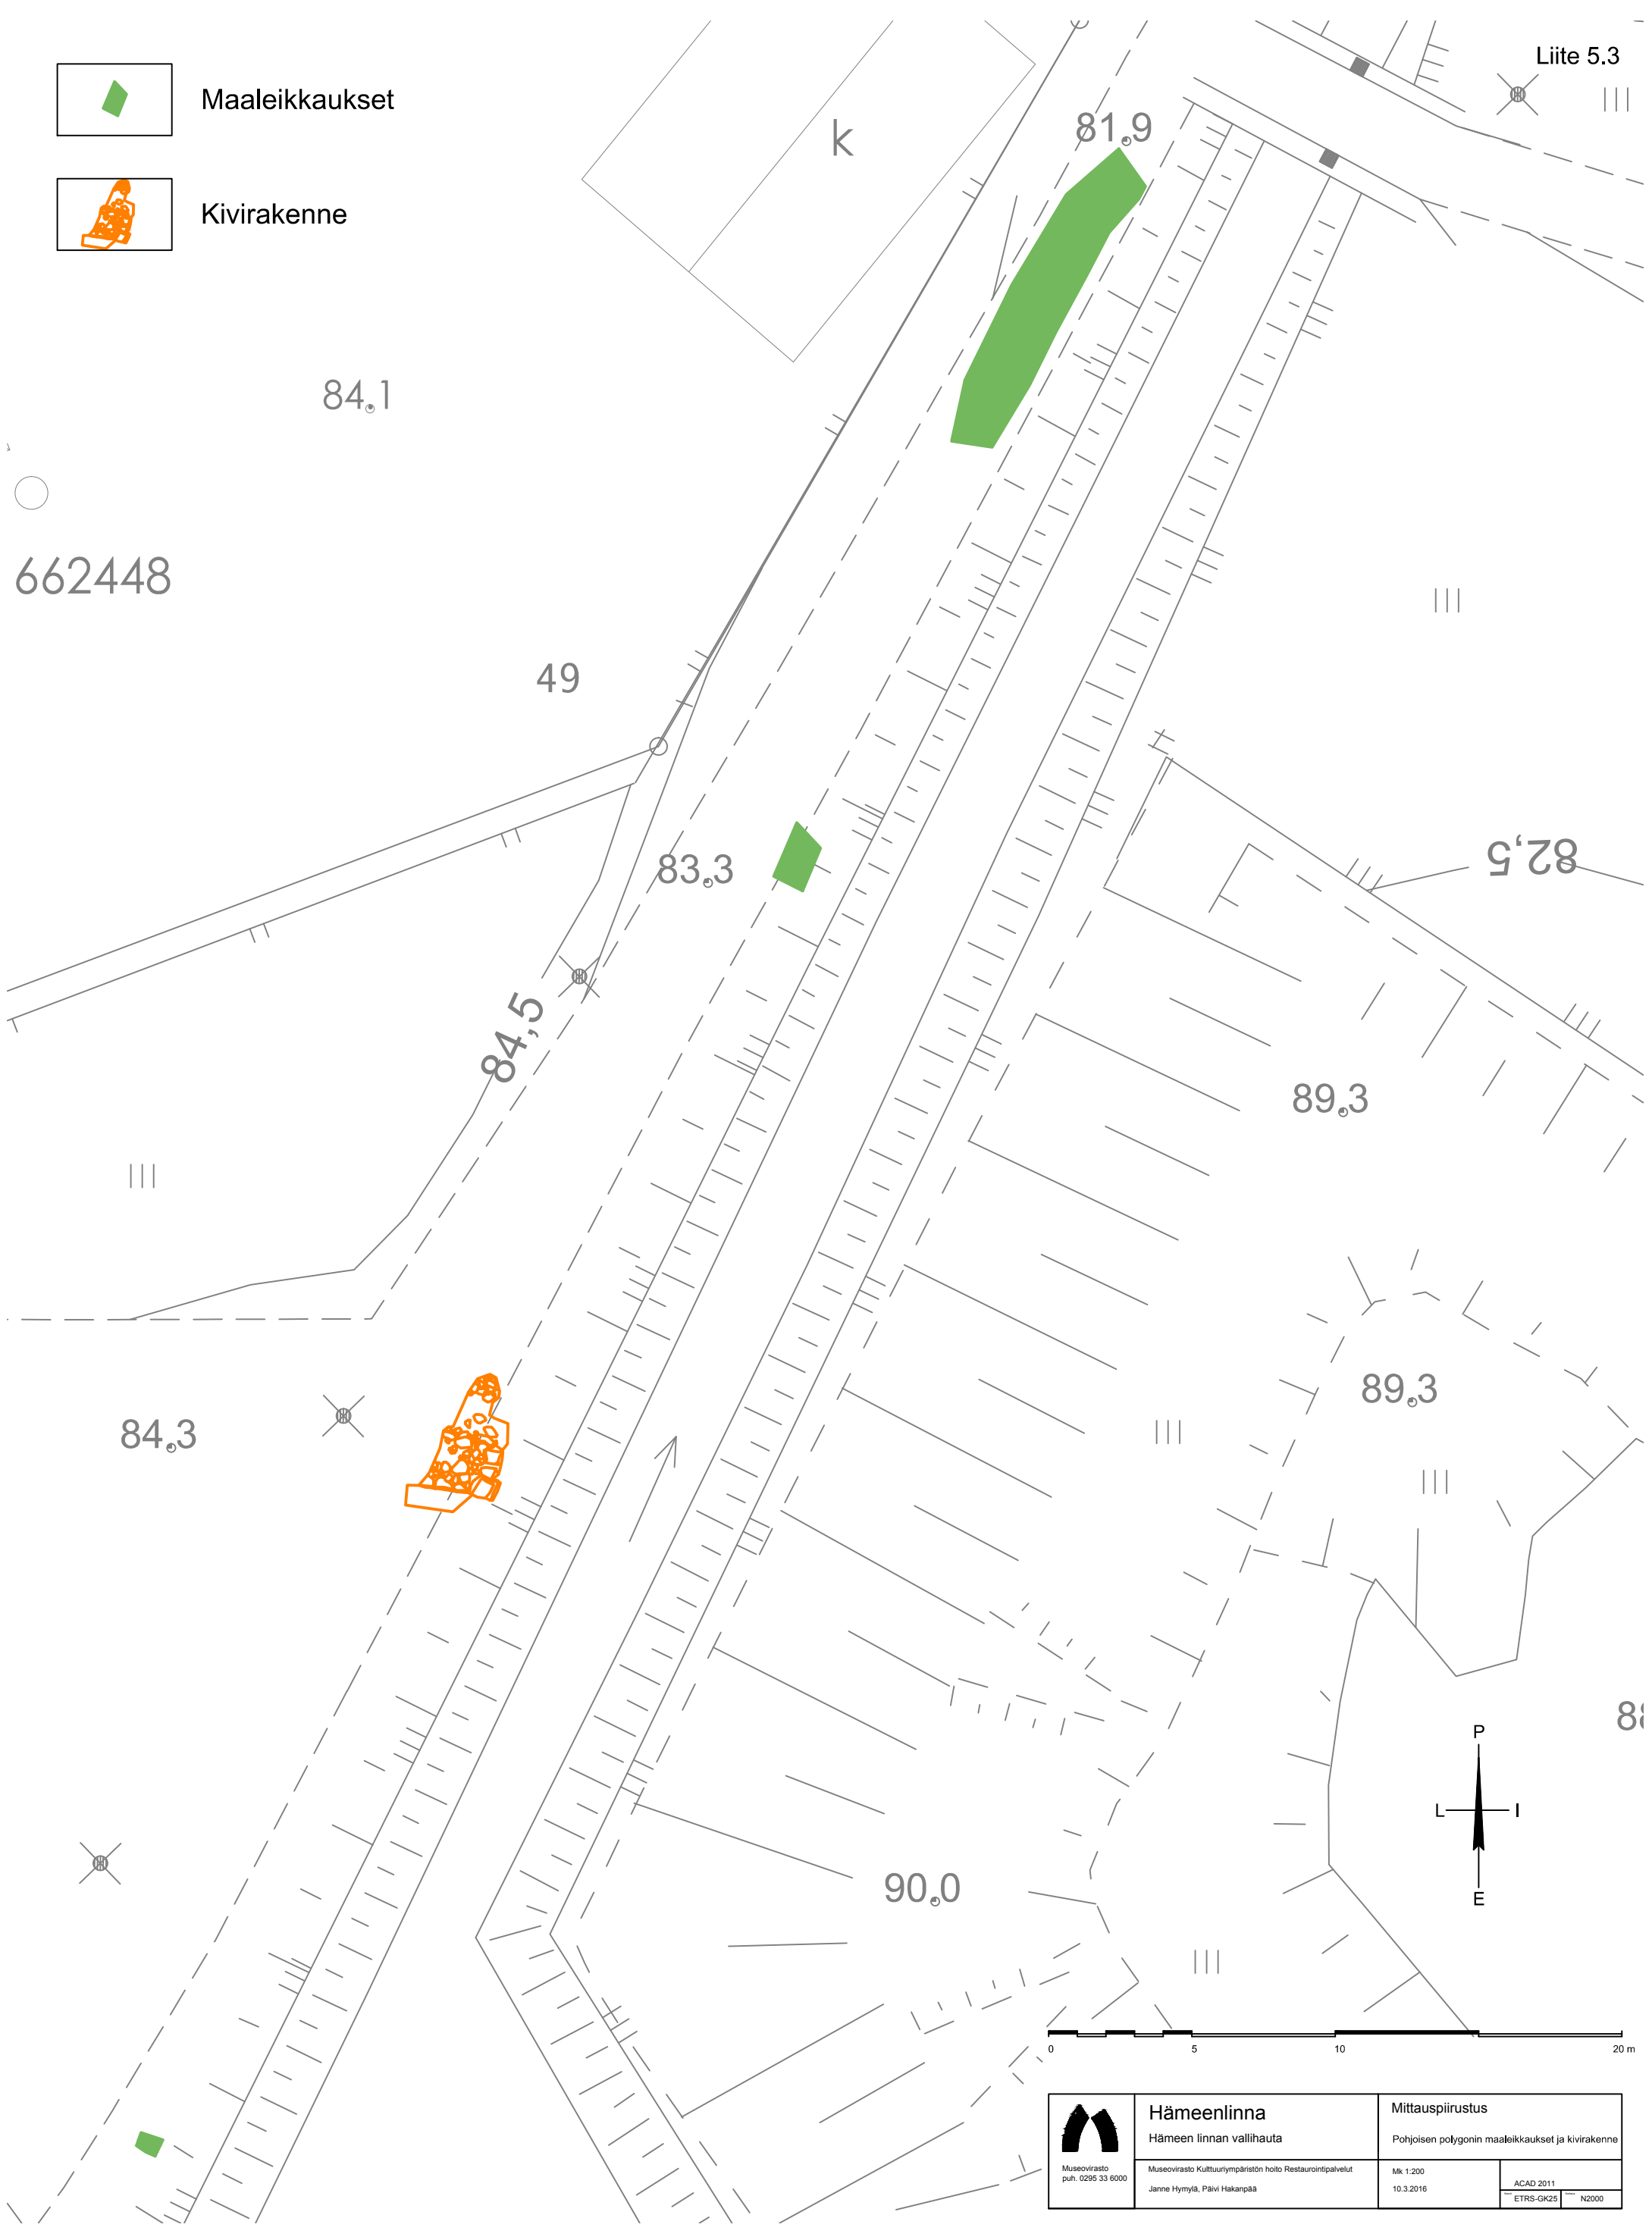 Liite 5.3
Maaleikkaukset
Kivirakenne
k
81.9
84.1
662448
49
83.3
82,5
84,5
89.3
89.3
84.3
90.0
P
L
I
E
0
5
10
20 m
Museovirasto
puh. 0295 33 6000
Hämeenlinna
Hämeen linnan vallihauta
Museovirasto Kulttuuriympäristön hoito Restaurointipalvelut
Janne Hymylä, Päivi Hakanpää
Mittauspiirustus
Pohjoisen polygonin maaleikkaukset ja kivirakenne
Mk 1:200
10.3.2016
ACAD 2011
ETRS-GK25
N2000